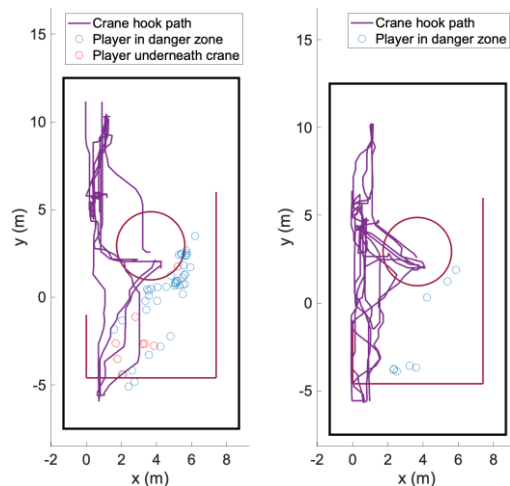 Crane hook path
Player in danger zone
Player underneath crane
15
10
5
0
-5
-2 0 2 4 6 8
x (m)
y (m)
Crane hook path
Player in danger zone
15
10
5
0
-5
-2 0 2 4 6 8
x (m)
y (m)